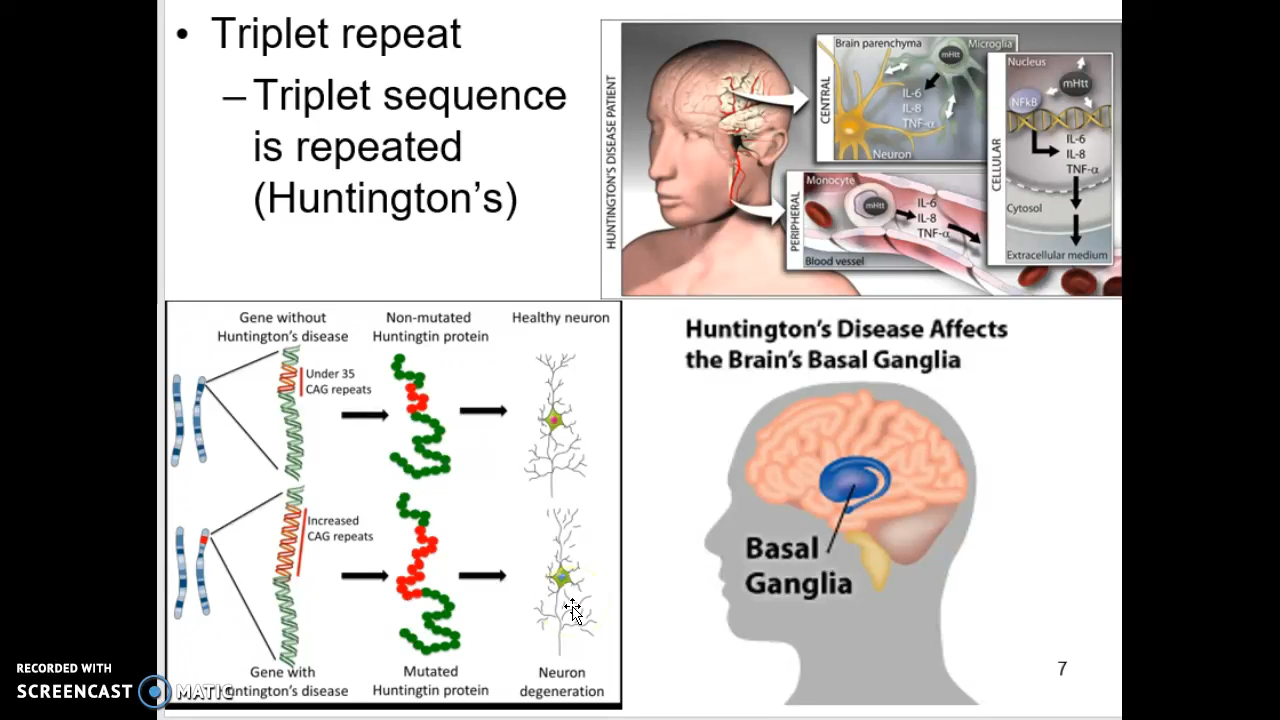 • Triplet repeat
– Triplet sequence
is repeated
(Huntington's)
HUNTINGTON'S DISEASE PATIENT
CENTRAL
Brain parenchyma
Microglia
mHtt
IL-6
IL-8
TNF-α
Neuron
PERIPHERAL
Monocyte
mHtt
IL-6
IL-8
TNF-α
Blood vessel
CELLULAR
Nucleus
mHtt
NFkB
IL-6
IL-8
TNF-α
Cytosol
Extracellular medium
Gene without
Huntington's disease
Non-mutated
Huntingtin protein
Healthy neuron
Under 35
CAG repeats
Increased
CAG repeats
Gene with
Huntington's disease
Mutated
Huntingtin protein
Neuron
degeneration
Huntington's Disease Affects
the Brain's Basal Ganglia
Basal
Ganglia
7
RECORDED WITH
SCREENCAST MATIC